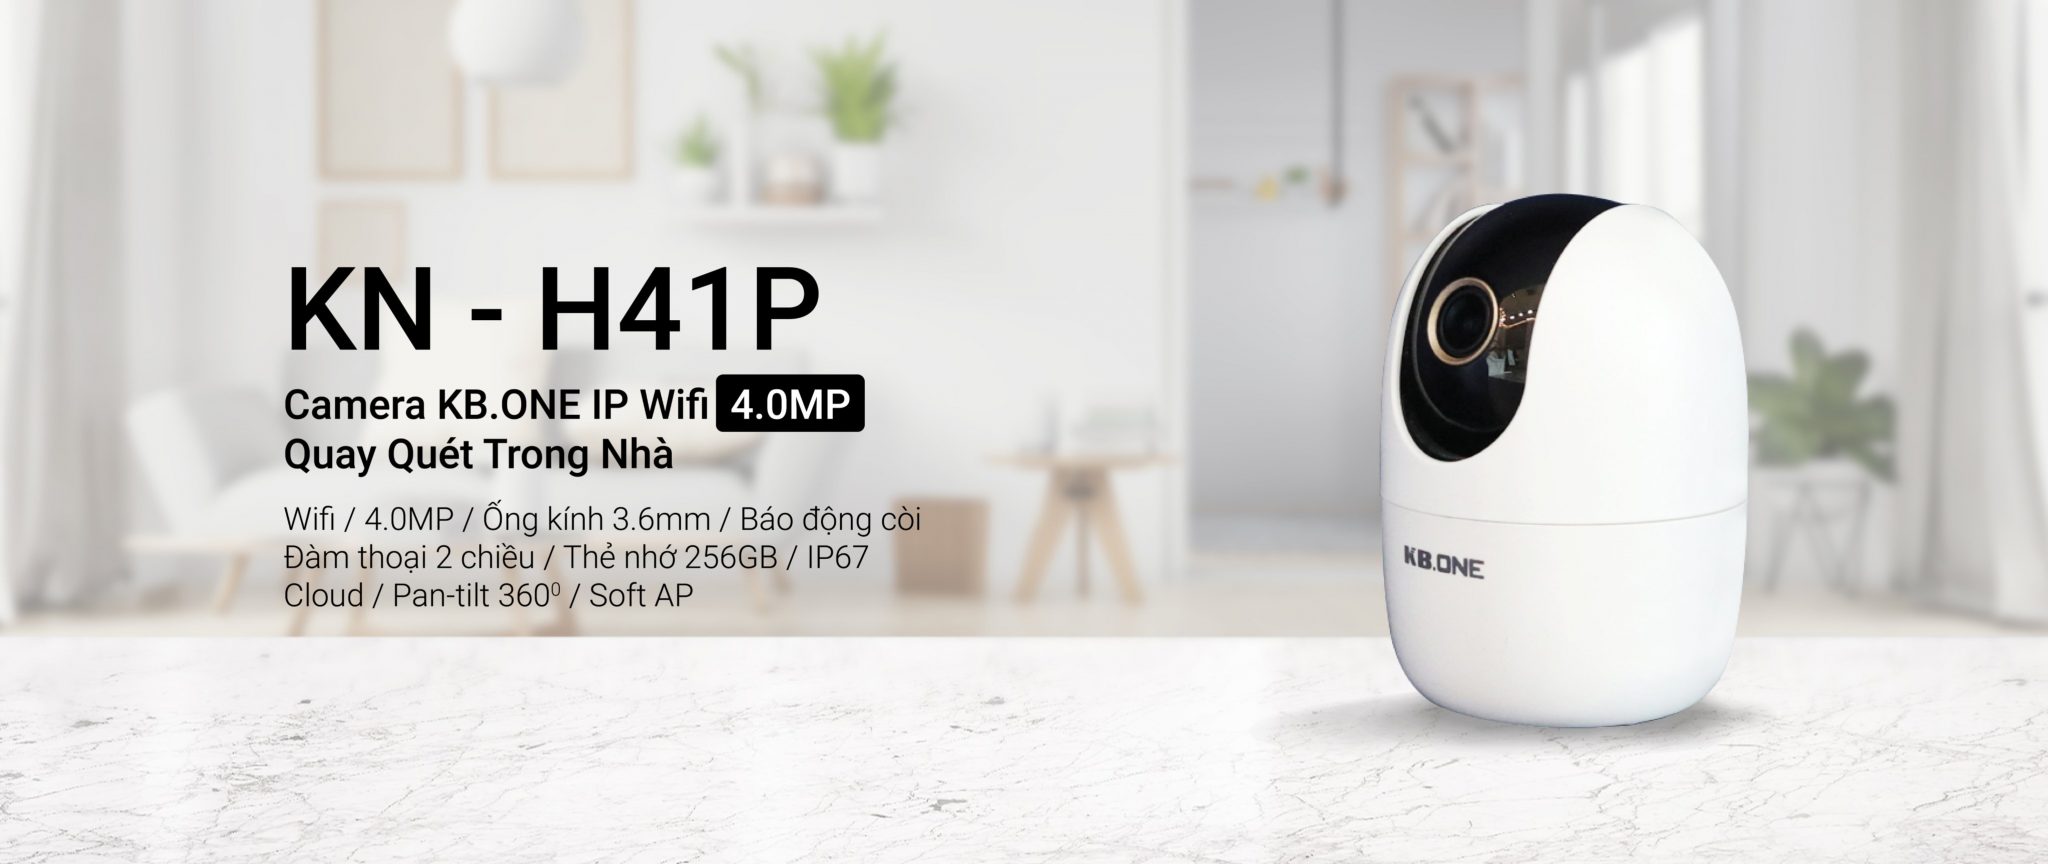 KN - H41P
Camera KB.ONE IP Wifi 4.0MP
Quay Quét Trong Nhà
Wifi / 4.0MP / Ống kính 3.6mm / Báo động còi
Đàm thoại 2 chiều / Thẻ nhớ 256GB / IP67
Cloud / Pan-tilt 360⁰ / Soft AP
KB.ONE